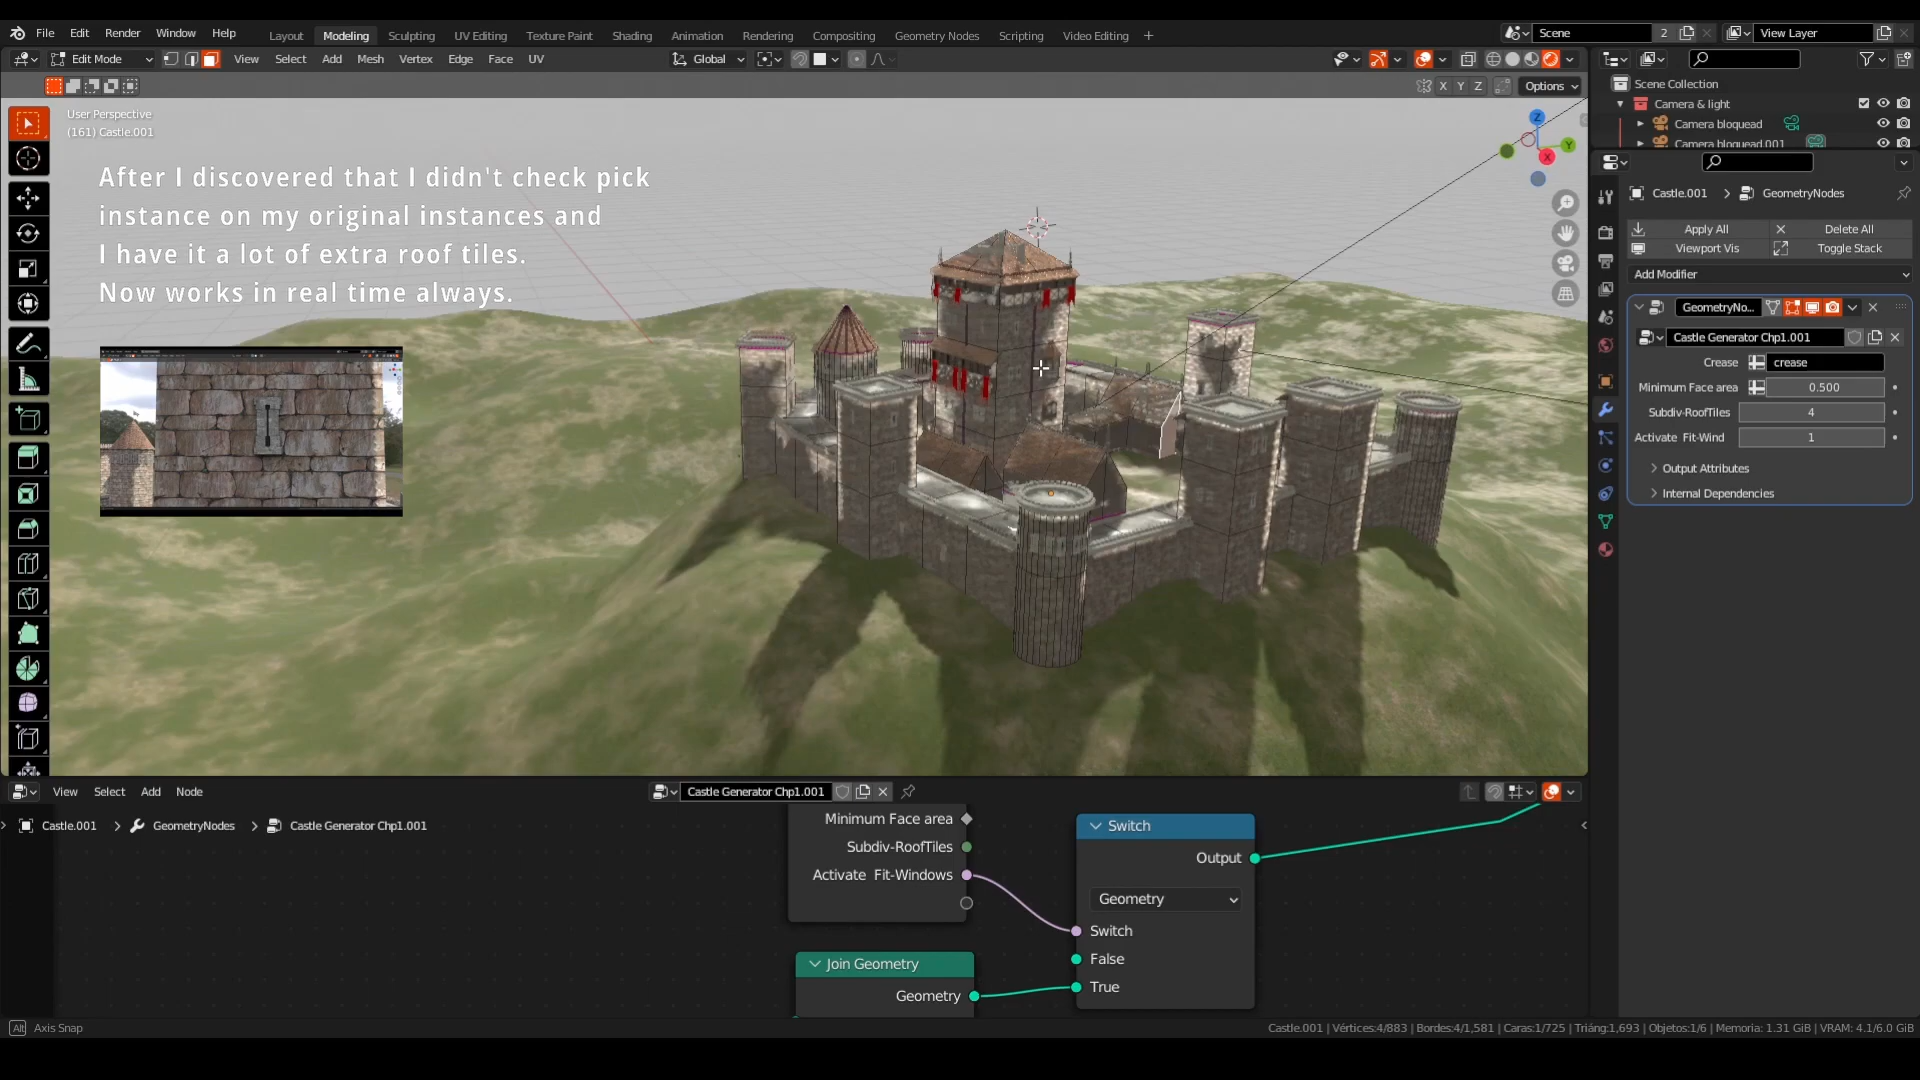 File Edit Render Window Help
Layout Modeling Sculpting UV Editing Texture Paint Shading Animation Rendering Compositing Geometry Nodes Scripting Video Editing +
Scene 2 View Layer
Edit Mode View Select Add Mesh Vertex Edge Face UV
Global
X Y Z Options
User Perspective
(161) Castle.001
After I discovered that I didn't check pick
instance on my original instances and
I have it a lot of extra roof tiles.
Now works in real time always.
Z
Y
X
Scene Collection
Camera & light
Camera bloquead
Camera bloquead.001
Castle.001 > GeometryNodes
Apply All Delete All
Viewport Vis Toggle Stack
Add Modifier
GeometryNo...
Castle Generator Chp1.001
Crease crease
Minimum Face area 0.500
Subdiv-RoofTiles 4
Activate Fit-Wind 1
Output Attributes
Internal Dependencies
View Select Add Node
Castle Generator Chp1.001
Castle.001 > GeometryNodes > Castle Generator Chp1.001
Minimum Face area
Subdiv-RoofTiles
Activate Fit-Windows
Join Geometry
Geometry
Switch
Output
Geometry
Switch
False
True
Alt Axis Snap
Castle.001 | Vértices:4/883 | Bordes:4/1,581 | Caras:1/725 | Triáng:1,693 | Objetos:1/6 | Memoria: 1.31 GiB | VRAM: 4.1/6.0 GiB